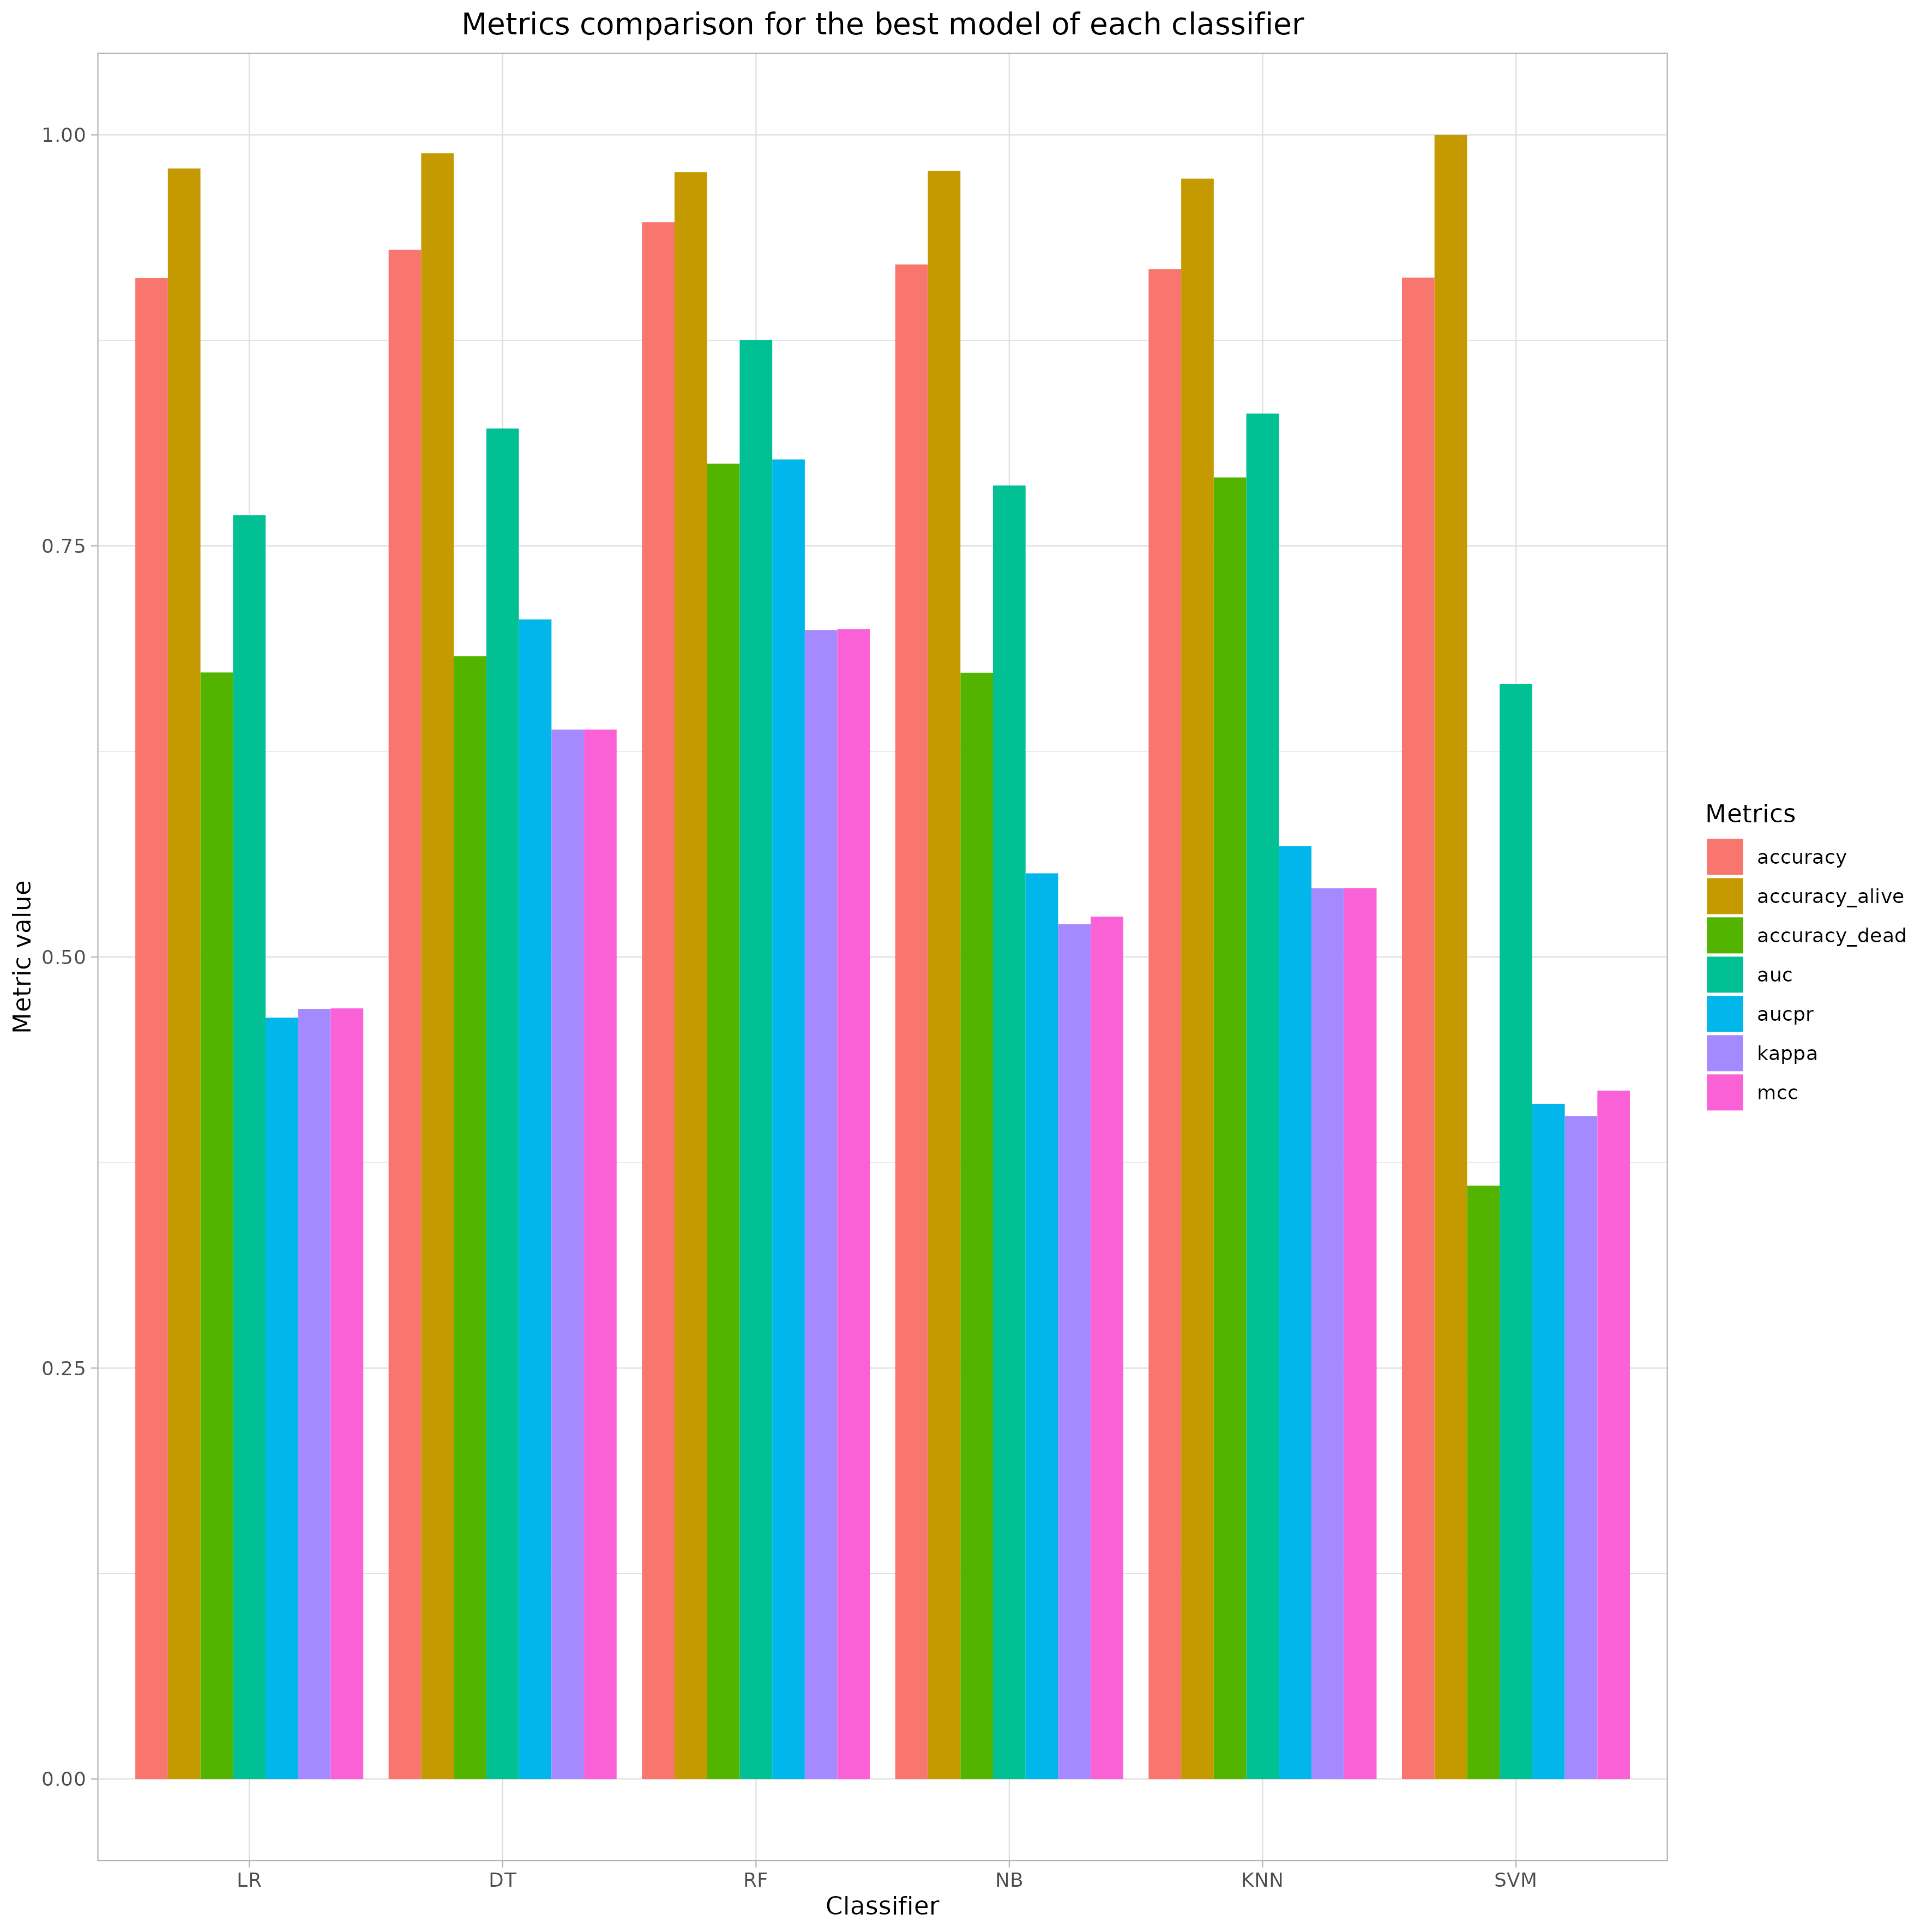 Metrics comparison for the best model of each classifier
Metric value
1.00
0.75
0.50
0.25
0.00
LR DT RF NB KNN SVM
Classifier
Metrics
accuracy
accuracy_alive
accuracy_dead
auc
aucpr
kappa
mcc